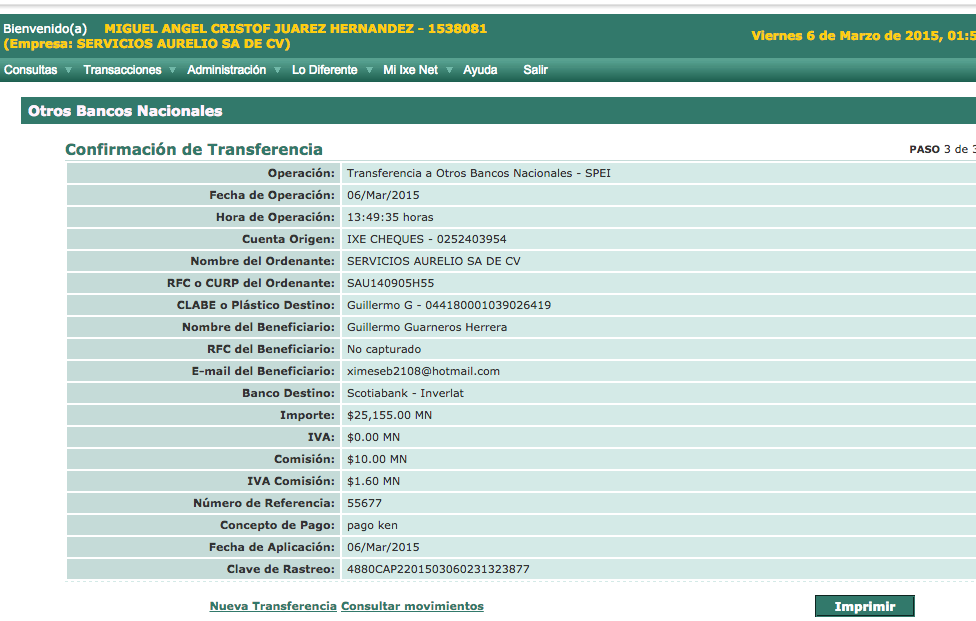 Bienvenido(a) MIGUEL ANGEL CRISTOF JUAREZ HERNANDEZ - 1538081
(Empresa: SERVICIOS AURELIO SA DE CV)
Viernes 6 de Marzo de 2015, 01:5
Consultas Transacciones Administración Lo Diferente Mi Ixe Net Ayuda Salir
Otros Bancos Nacionales
Confirmación de Transferencia
PASO 3 de 3
Operación: Transferencia a Otros Bancos Nacionales - SPEI
Fecha de Operación: 06/Mar/2015
Hora de Operación: 13:49:35 horas
Cuenta Origen: IXE CHEQUES - 0252403954
Nombre del Ordenante: SERVICIOS AURELIO SA DE CV
RFC o CURP del Ordenante: SAU140905H55
CLABE o Plástico Destino: Guillermo G - 044180001039026419
Nombre del Beneficiario: Guillermo Guarneros Herrera
RFC del Beneficiario: No capturado
E-mail del Beneficiario: ximeseb2108@hotmail.com
Banco Destino: Scotiabank - Inverlat
Importe: $25,155.00 MN
IVA: $0.00 MN
Comisión: $10.00 MN
IVA Comisión: $1.60 MN
Número de Referencia: 55677
Concepto de Pago: pago ken
Fecha de Aplicación: 06/Mar/2015
Clave de Rastreo: 4880CAP2201503060231323877
Nueva Transferencia Consultar movimientos
Imprimir